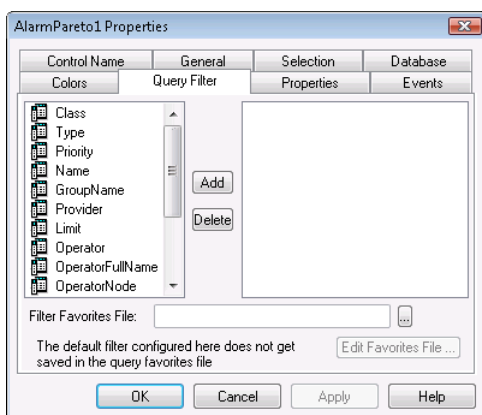 AlarmPareto1 Properties
Control Name
General
Selection
Database
Colors
Query Filter
Properties
Events
Class
Type
Priority
Name
GroupName
Provider
Limit
Operator
OperatorFullName
OperatorNode
Add
Delete
Filter Favorites File:
...
The default filter configured here does not get
saved in the query favorites file
Edit Favorites File ...
OK
Cancel
Apply
Help